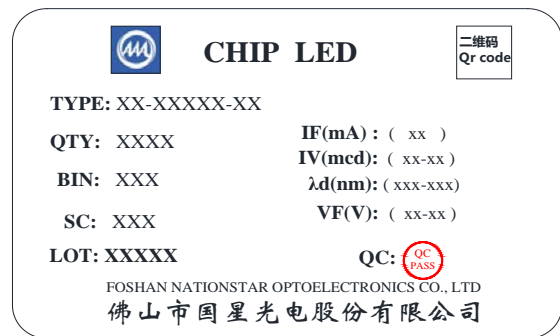 CHIP LED
二维码
Qr code
TYPE: XX-XXXXX-XX
QTY: XXXX
IF(mA) : ( xx )
IV(mcd): ( xx-xx )
BIN: XXX
λd(nm): ( xxx-xxx)
SC: XXX
VF(V): ( xx-xx )
LOT: XXXXX
QC:
QC
PASS
FOSHAN NATIONSTAR OPTOELECTRONICS CO., LTD
佛山市国星光电股份有限公司